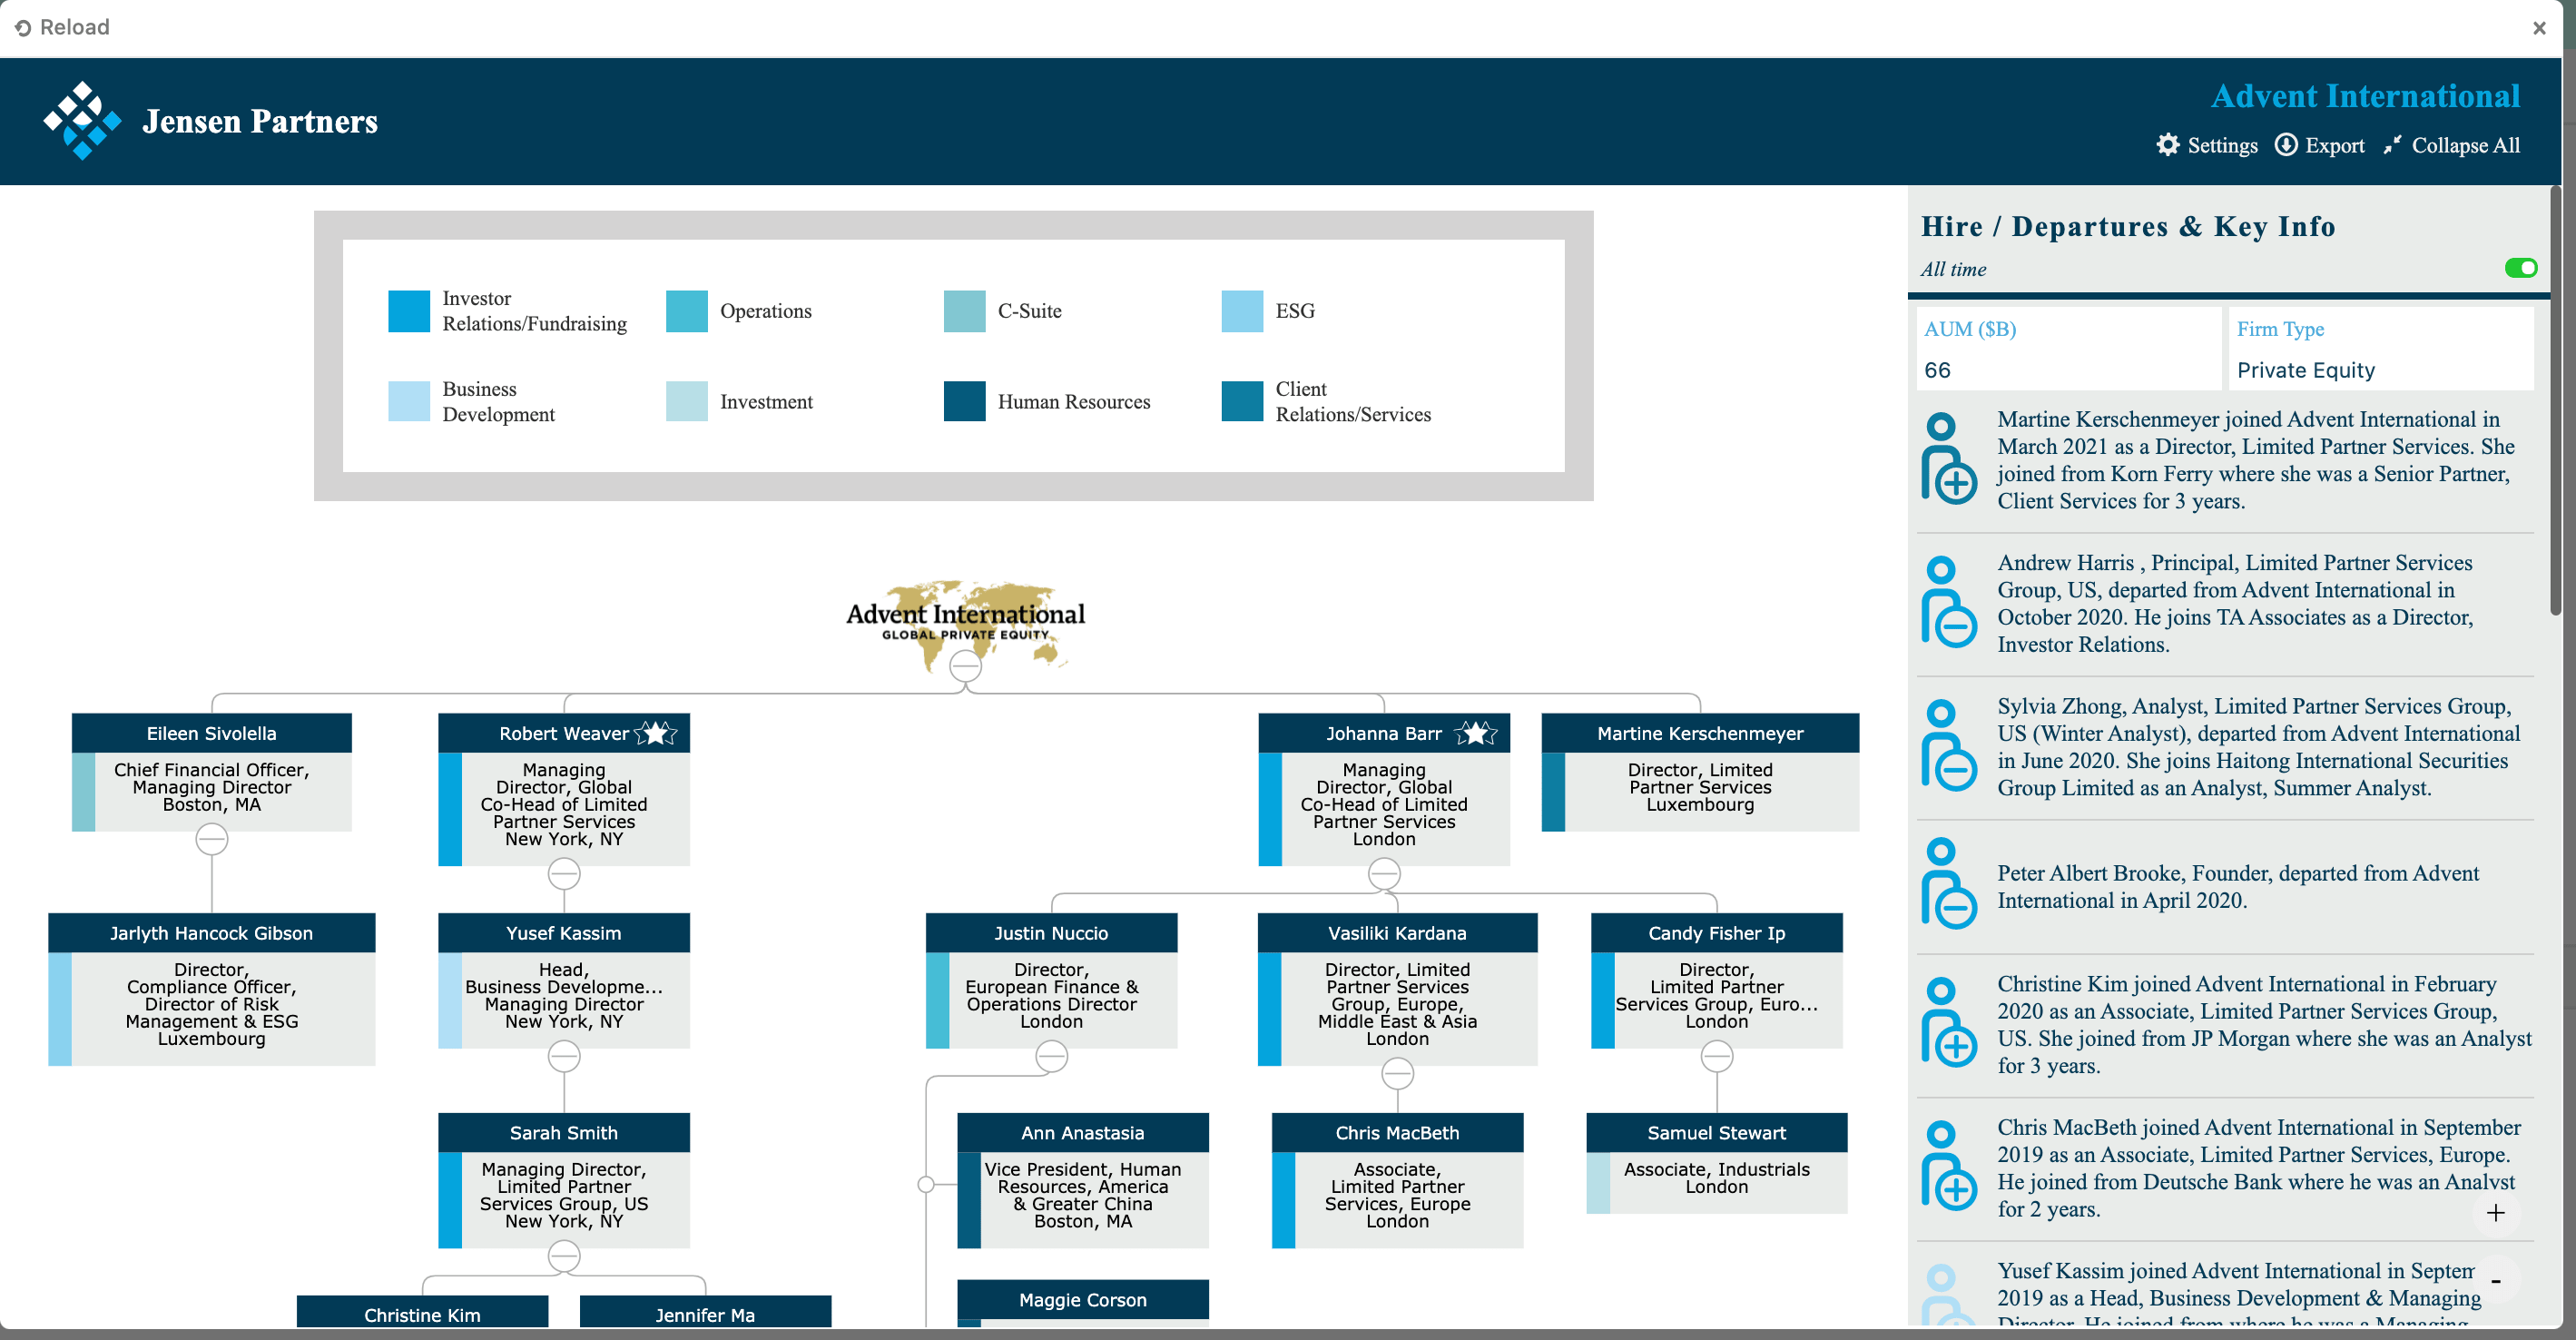 Reload
×
Jensen Partners
Advent International
Settings
Export
Collapse All
Investor
Relations/Fundraising
Operations
C-Suite
ESG
Business
Development
Investment
Human Resources
Client
Relations/Services
Advent International
GLOBAL PRIVATE EQUITY
Eileen Sivolella
Chief Financial Officer,
Managing Director
Boston, MA
Robert Weaver
Managing
Director, Global
Co-Head of Limited
Partner Services
New York, NY
Johanna Barr
Managing
Director, Global
Co-Head of Limited
Partner Services
London
Martine Kerschenmeyer
Director, Limited
Partner Services
Luxembourg
Jarlyth Hancock Gibson
Director,
Compliance Officer,
Director of Risk
Management & ESG
Luxembourg
Yusef Kassim
Head,
Business Developme...
Managing Director
New York, NY
Justin Nuccio
Director,
European Finance &
Operations Director
London
Vasiliki Kardana
Director, Limited
Partner Services
Group, Europe,
Middle East & Asia
London
Candy Fisher Ip
Director,
Limited Partner
Services Group, Euro...
London
Sarah Smith
Managing Director,
Limited Partner
Services Group, US
New York, NY
Ann Anastasia
Vice President, Human
Resources, America
& Greater China
Boston, MA
Chris MacBeth
Associate,
Limited Partner
Services, Europe
London
Samuel Stewart
Associate, Industrials
London
Christine Kim
Jennifer Ma
Maggie Corson
Hire / Departures & Key Info
All time
AUM ($B)
66
Firm Type
Private Equity
Martine Kerschenmeyer joined Advent International in
March 2021 as a Director, Limited Partner Services. She
joined from Korn Ferry where she was a Senior Partner,
Client Services for 3 years.
Andrew Harris , Principal, Limited Partner Services
Group, US, departed from Advent International in
October 2020. He joins TA Associates as a Director,
Investor Relations.
Sylvia Zhong, Analyst, Limited Partner Services Group,
US (Winter Analyst), departed from Advent International
in June 2020. She joins Haitong International Securities
Group Limited as an Analyst, Summer Analyst.
Peter Albert Brooke, Founder, departed from Advent
International in April 2020.
Christine Kim joined Advent International in February
2020 as an Associate, Limited Partner Services Group,
US. She joined from JP Morgan where she was an Analyst
for 3 years.
Chris MacBeth joined Advent International in September
2019 as an Associate, Limited Partner Services, Europe.
He joined from Deutsche Bank where he was an Analyst
for 2 years.
+
Yusef Kassim joined Advent International in Septem
-
2019 as a Head, Business Development & Managing
Director. He joined from where he was a Managing